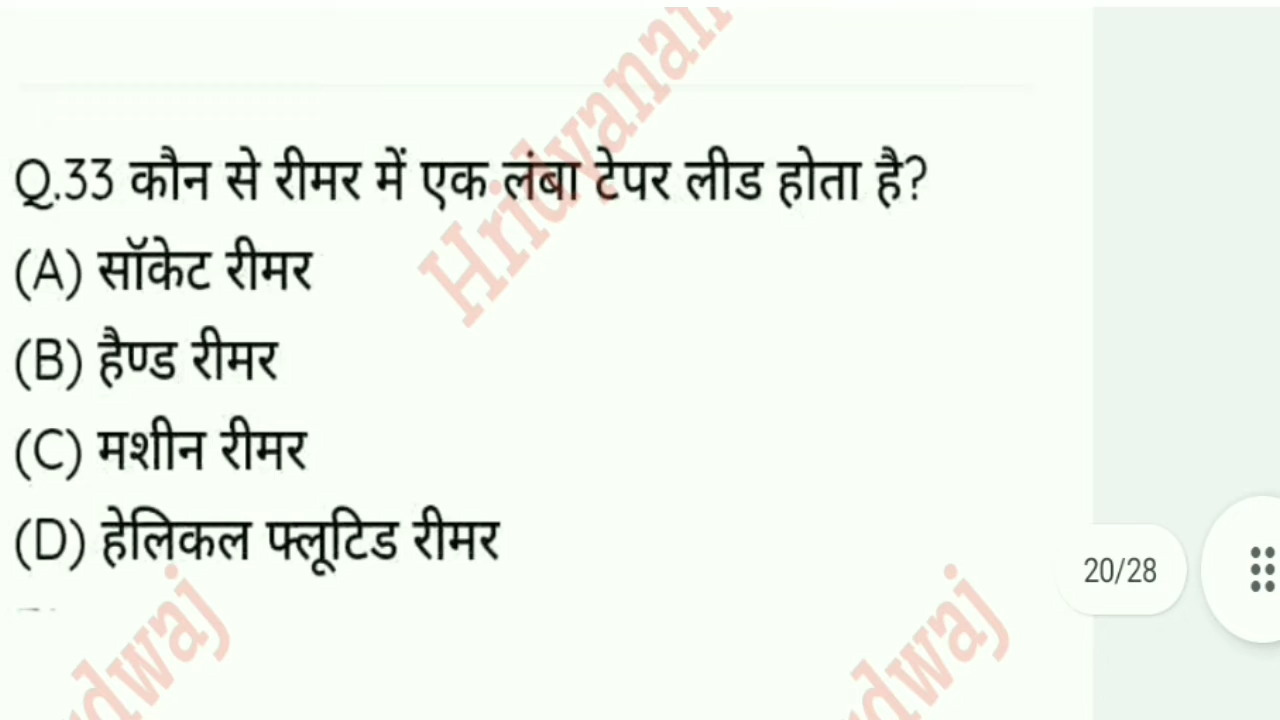 Q.33 कौन से रीमर में एक लंबा टेपर लीड होता है?
(A) सॉकेट रीमर
(B) हैण्ड रीमर
(C) मशीन रीमर
(D) हेलिकल फ्लूटिड रीमर
20/28